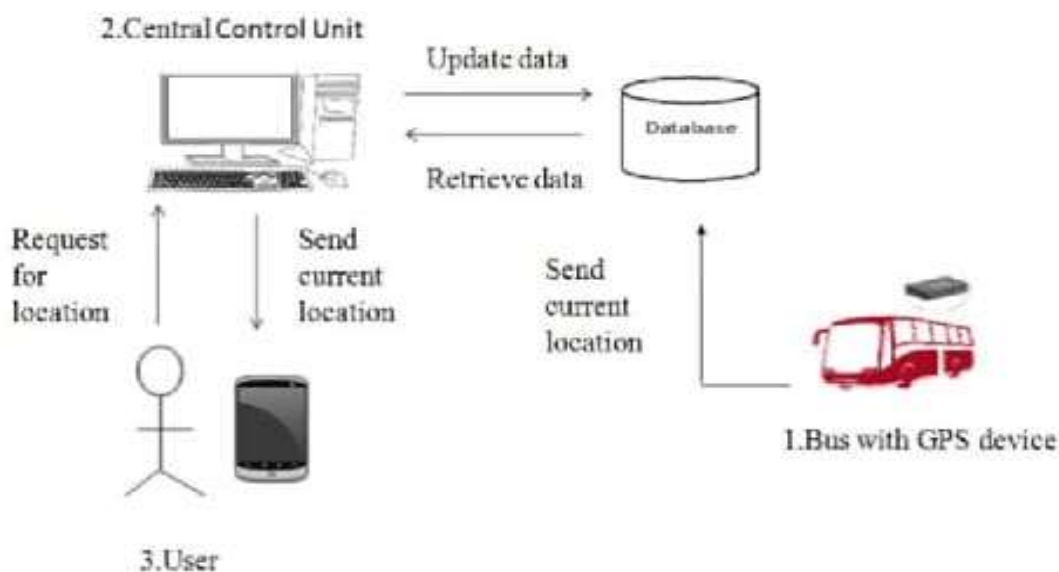 2.Central Control Unit
Update data
Database
Retrieve data
Request
for
location
Send
current
location
Send
current
location
1.Bus with GPS device
3.User